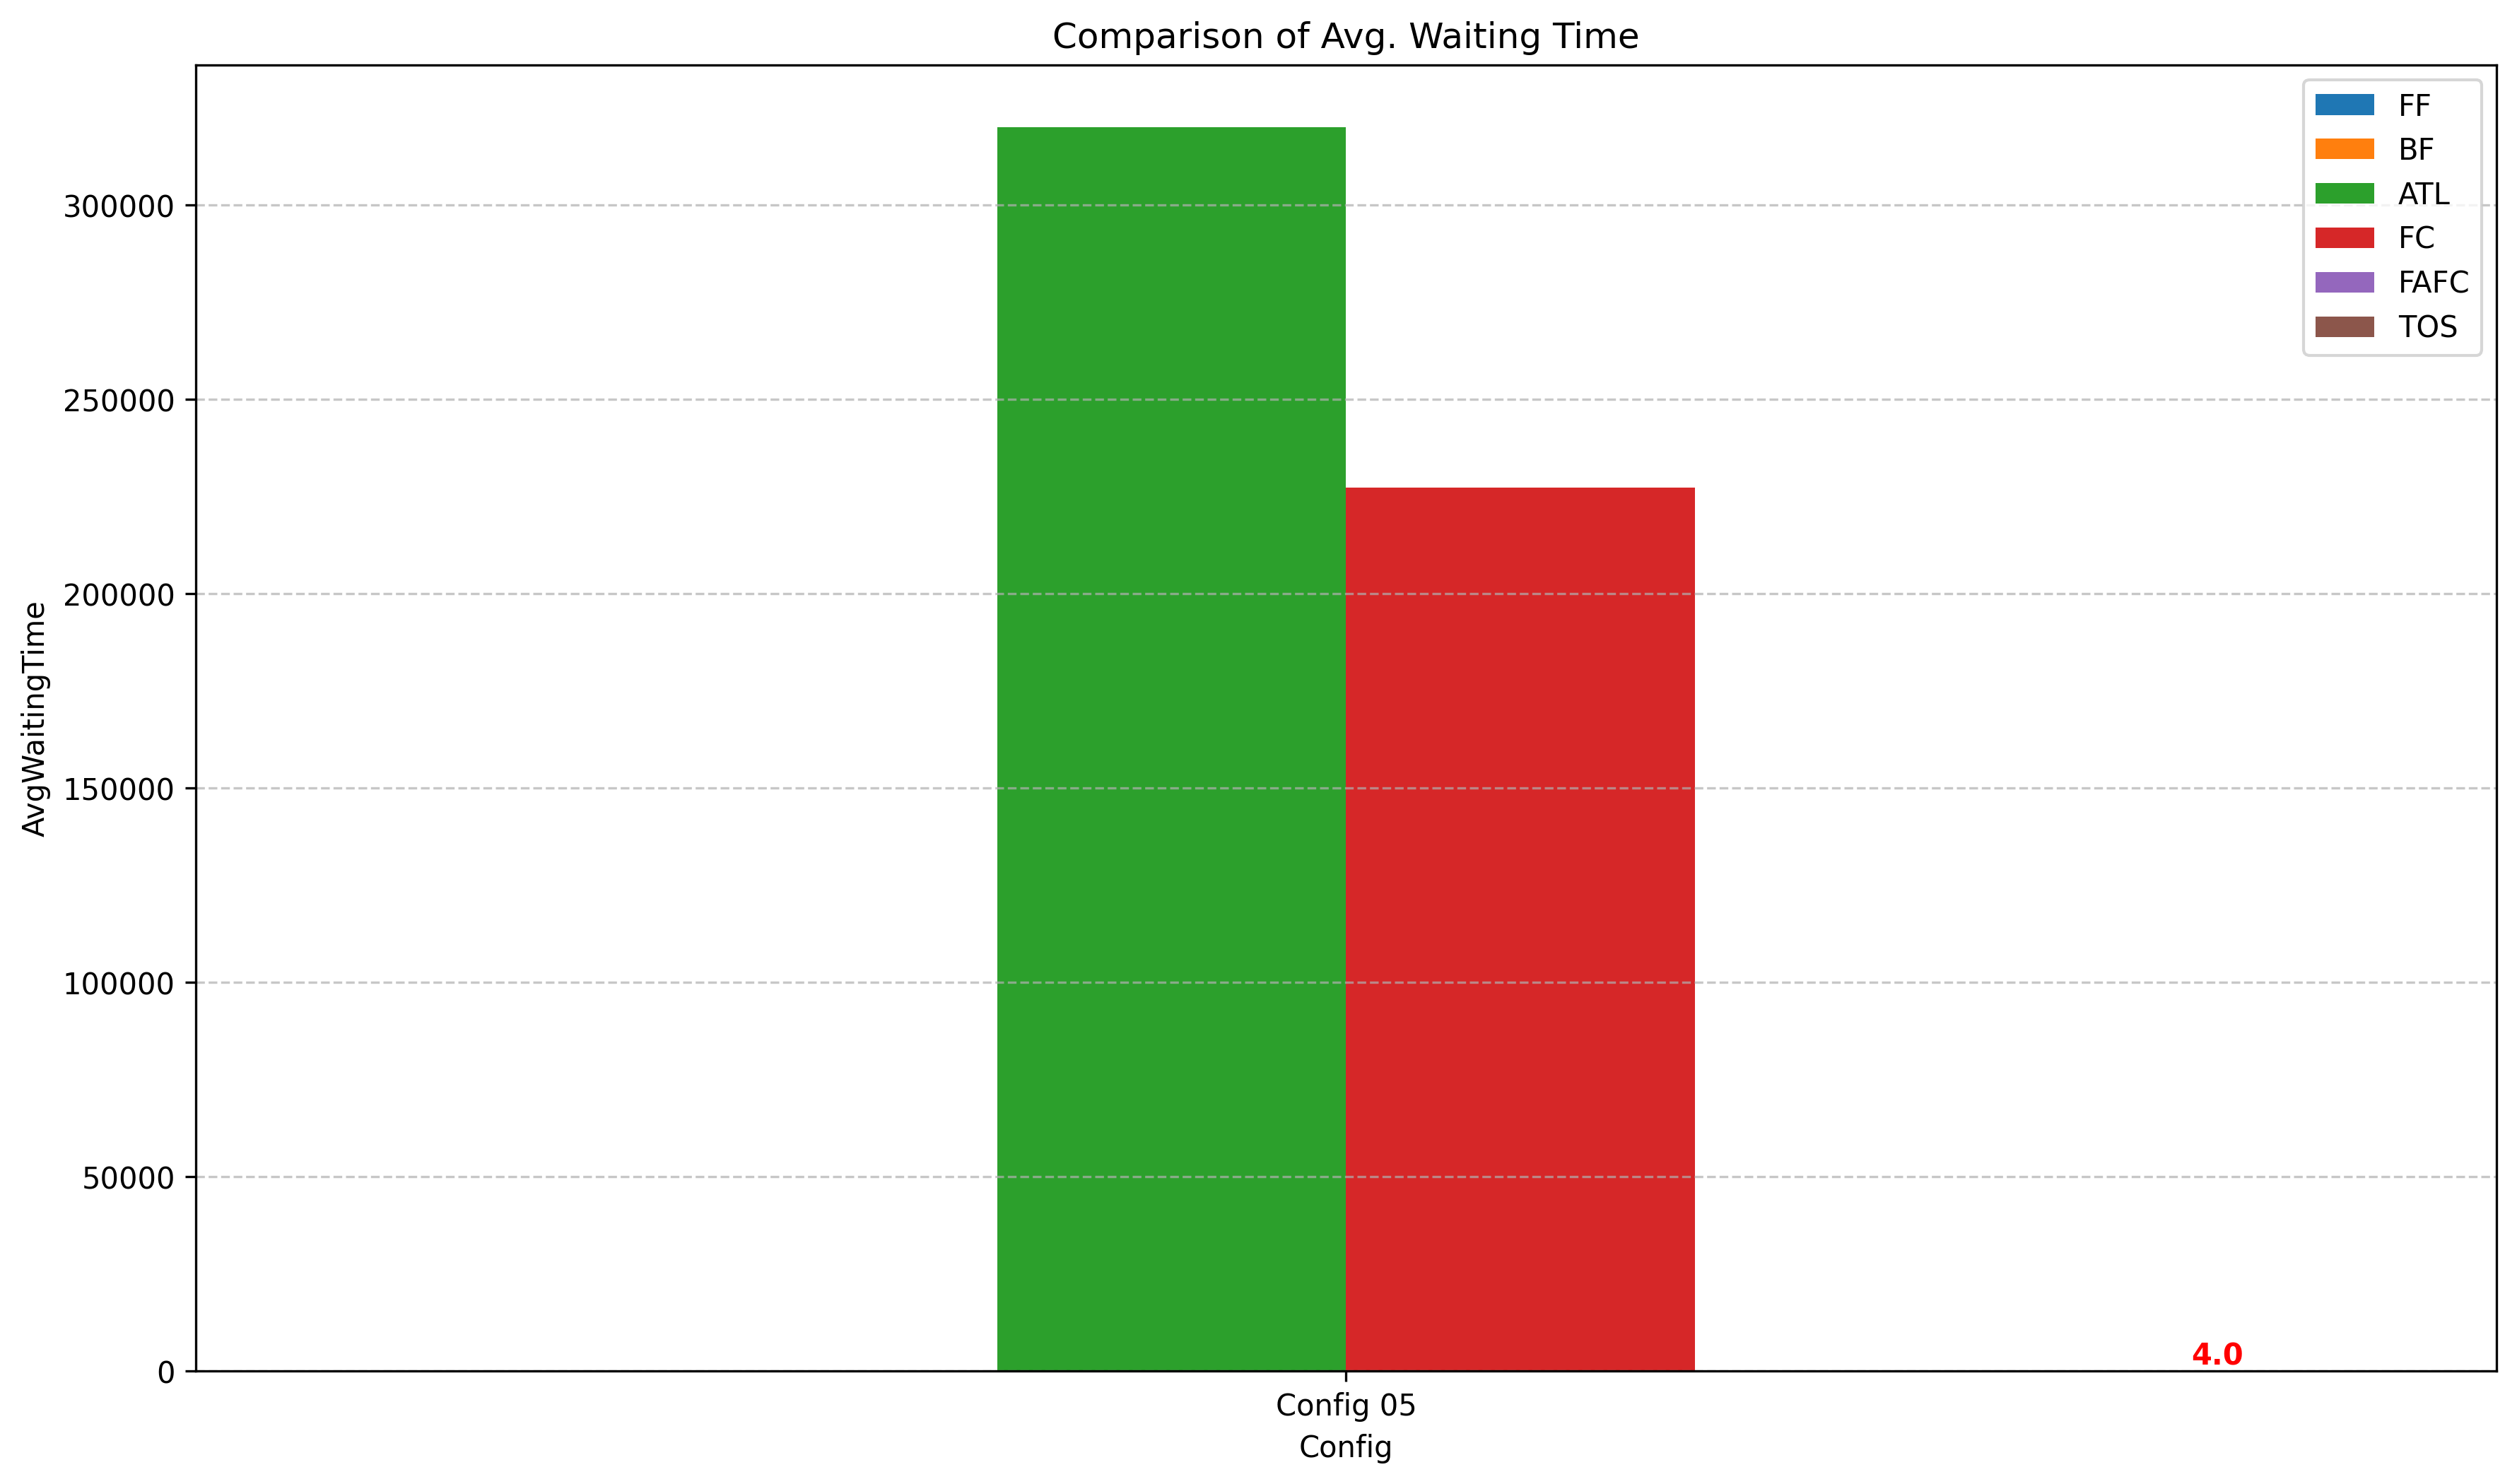 Comparison of Avg. Waiting Time
FF
BF
ATL
FC
FAFC
TOS
AvgWaitingTime
300000
250000
200000
150000
100000
50000
0
4.0
Config 05
Config